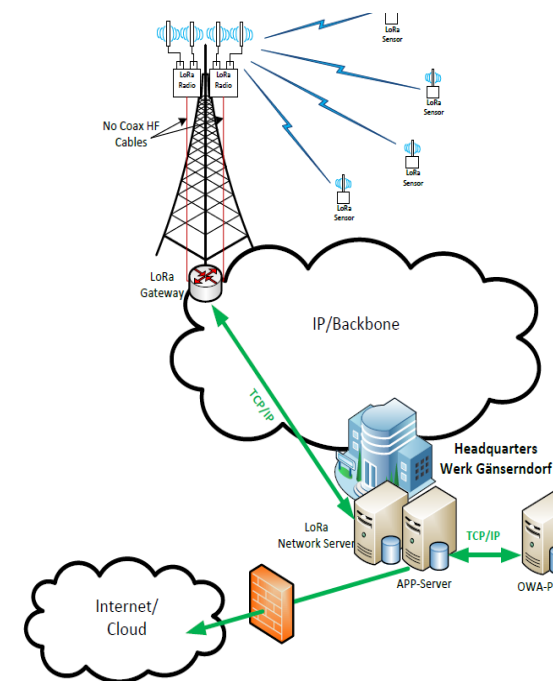 LoRa
Sensor
LoRa
Radio
LoRa
Radio
LoRa
Sensor
No Coax HF
Cables
LoRa
Sensor
LoRa
Sensor
LoRa
Gateway
IP/Backbone
TCP/IP
Headquarters
Werk Gänserndorf
LoRa
Network Server
TCP/IP
APP-Server
OWA-P
Internet/
Cloud